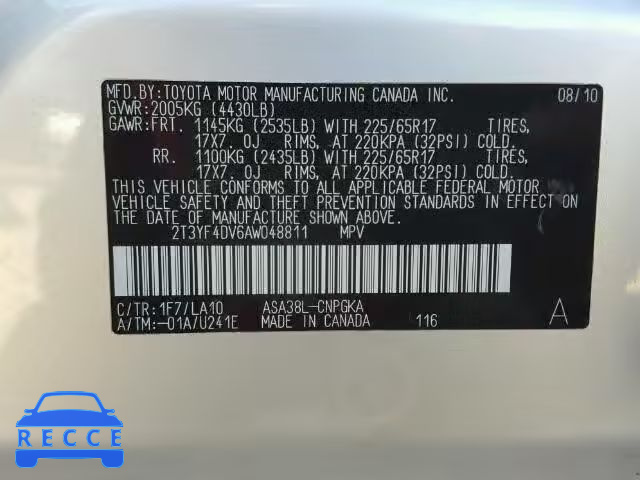 MFD.BY:TOYOTA MOTOR MANUFACTURING CANADA INC. 08/10
GVWR:2005KG (4430LB)
GAWR:FRT. 1145KG (2535LB) WITH 225/65R17 TIRES,
17X7. 0J RIMS, AT 220KPA (32PSI) COLD.
RR. 1100KG (2435LB) WITH 225/65R17 TIRES,
17X7. 0J RIMS, AT 220KPA (32PSI) COLD.
THIS VEHICLE CONFORMS TO ALL APPLICABLE FEDERAL MOTOR
VEHICLE SAFETY AND THEFT PREVENTION STANDARDS IN EFFECT ON
THE DATE OF MANUFACTURE SHOWN ABOVE.
2T3YF4DV6AW048811 MPV
C/TR:1F7/LA10 ASA38L-CNPGKA
A/TM:-01A/U241E MADE IN CANADA 116 A
RECCE